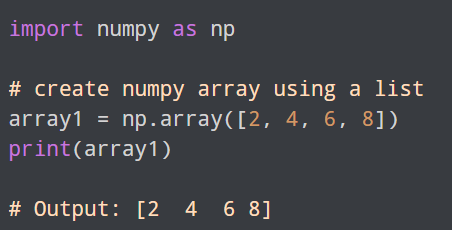 import numpy as np
# create numpy array using a list
array1 = np.array([2, 4, 6, 8])
print(array1)
# Output: [2  4  6 8]